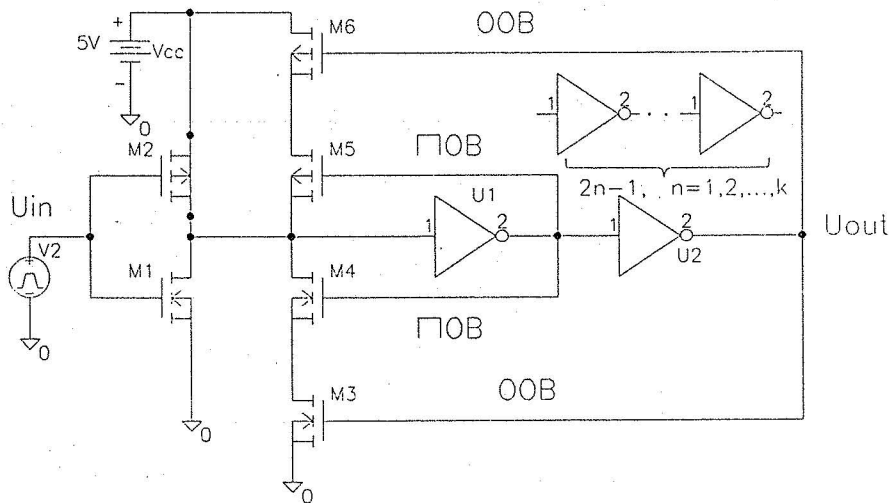 M6
OOB
5V
+
Vcc
-
0
1
2
...
1
2
M2
M5
ПОВ
U1
2n-1, n=1,2,...,k
Uin
V2
1
2
1
2
Uout
U2
M1
M4
0
ПОВ
M3
OOB
0
0